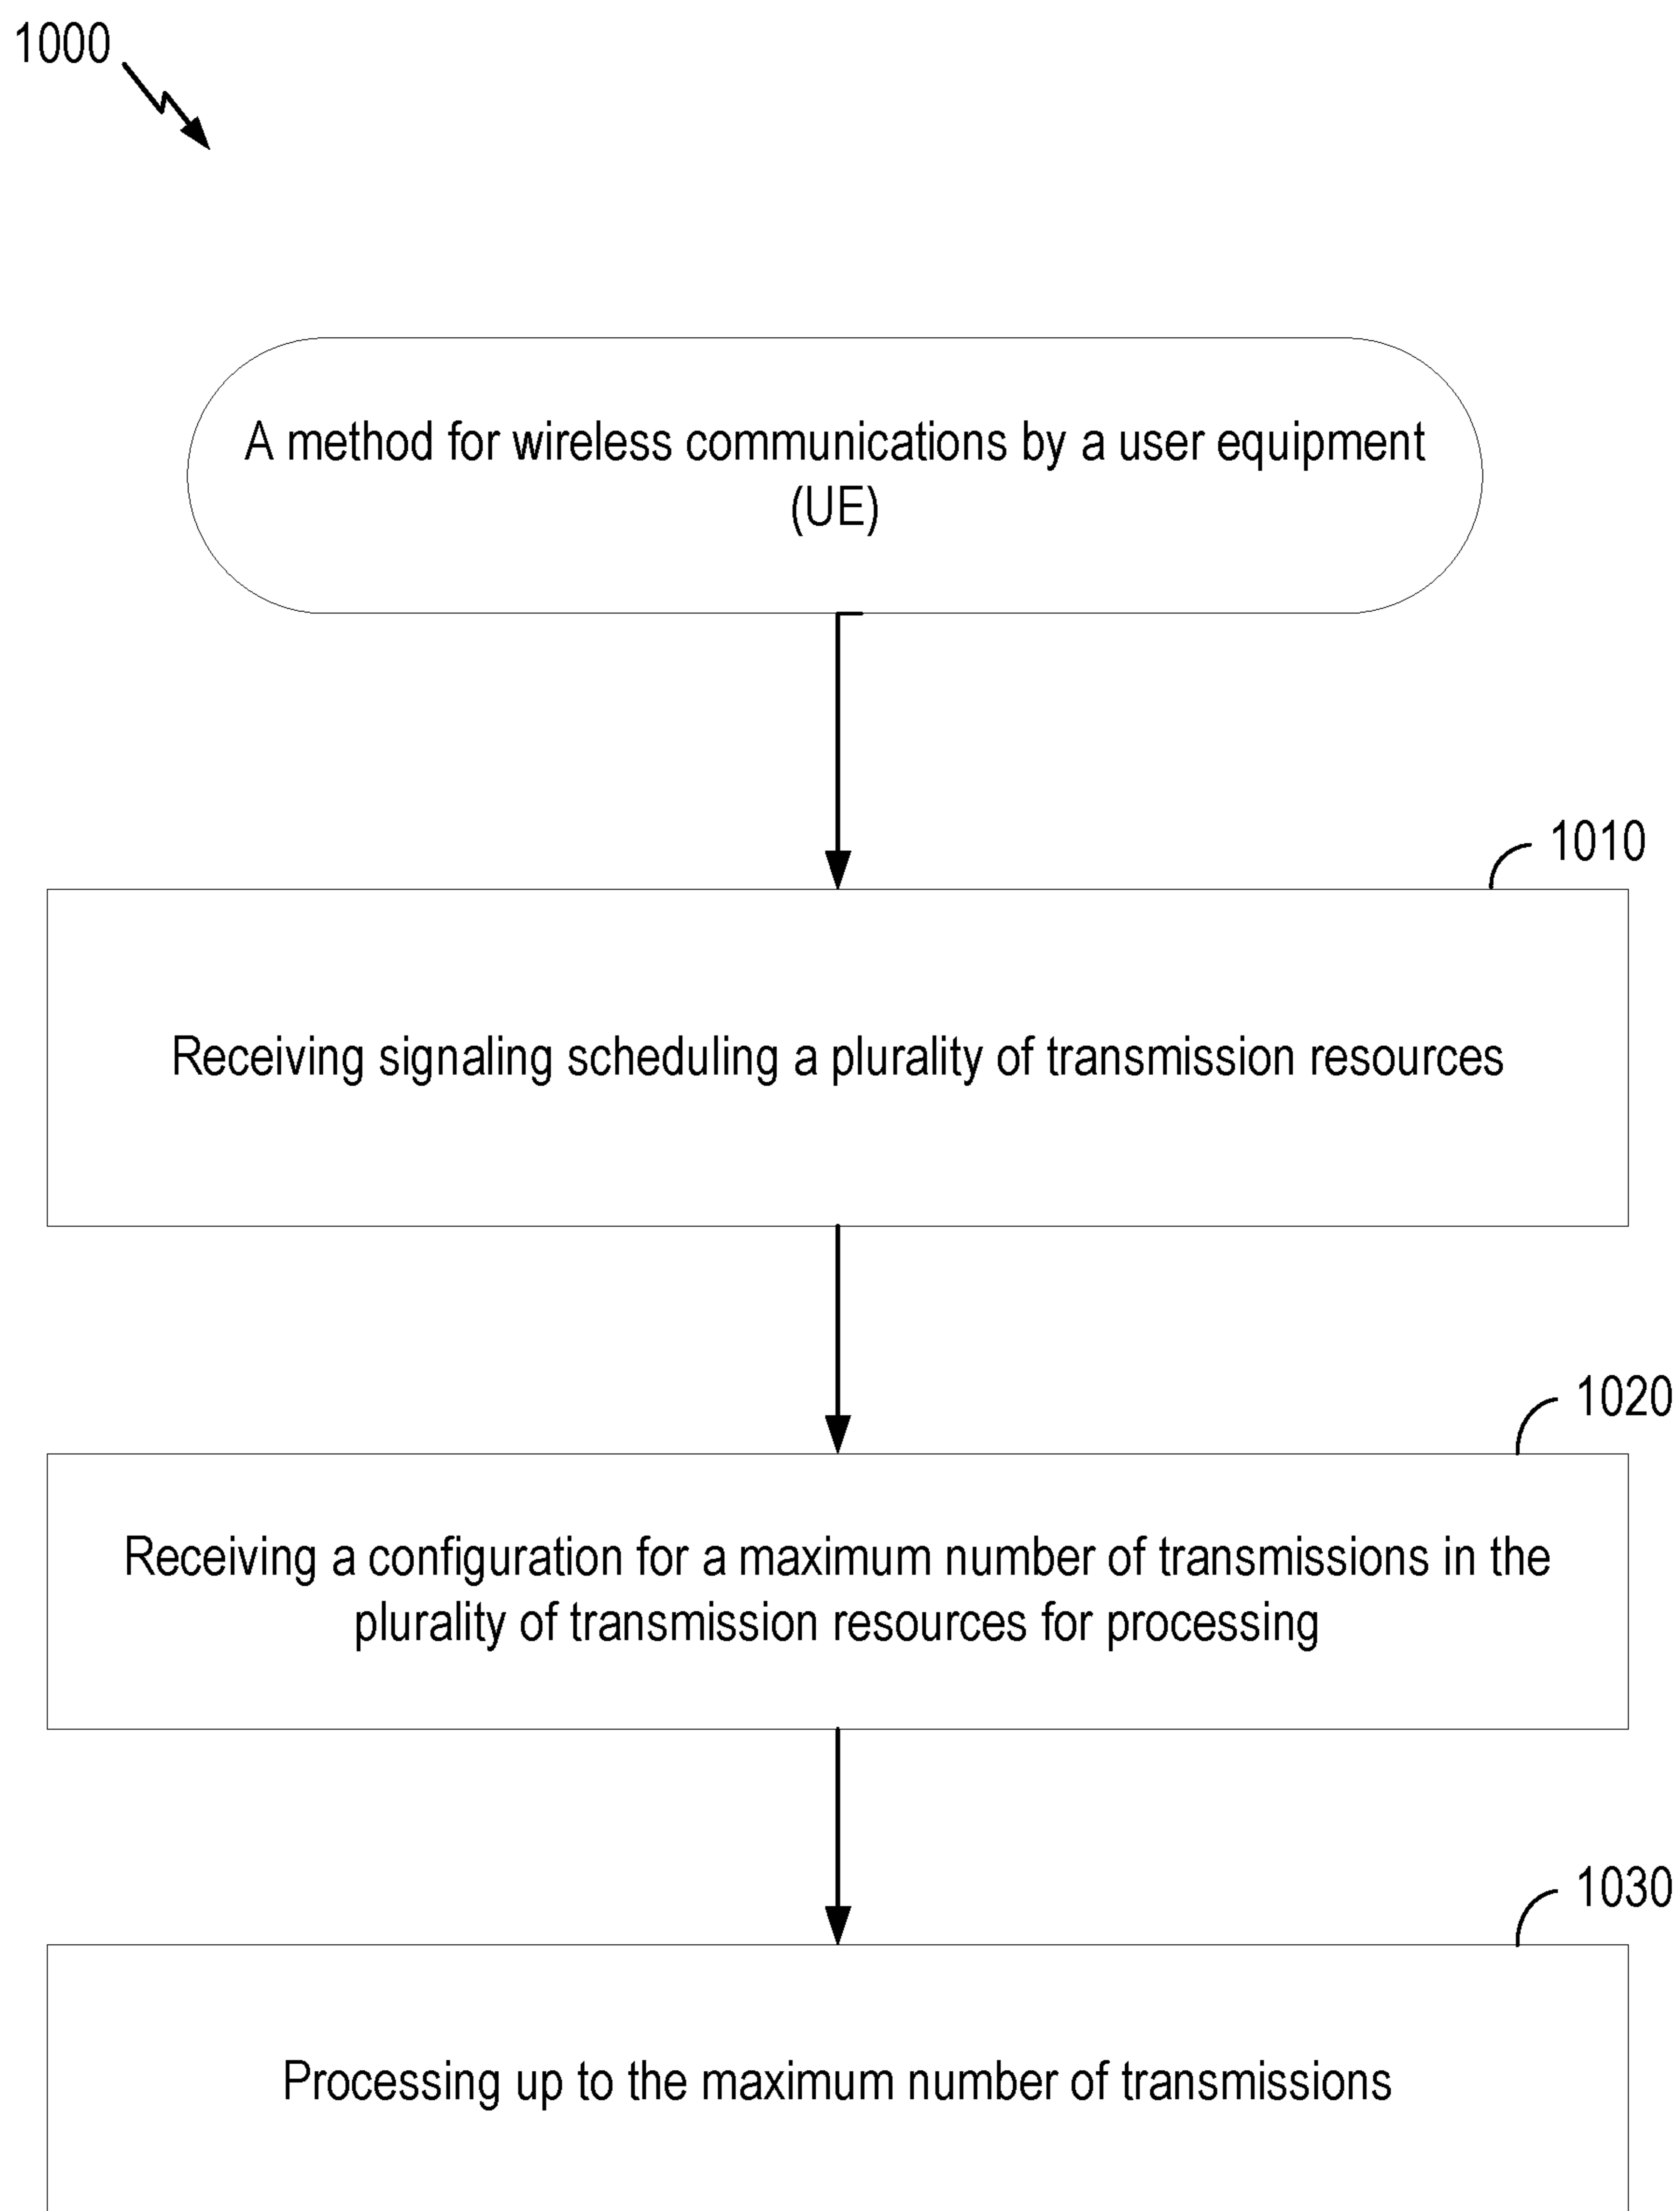 1000
A method for wireless communications by a user equipment
(UE)
1010
Receiving signaling scheduling a plurality of transmission resources
1020
Receiving a configuration for a maximum number of transmissions in the
plurality of transmission resources for processing
1030
Processing up to the maximum number of transmissions